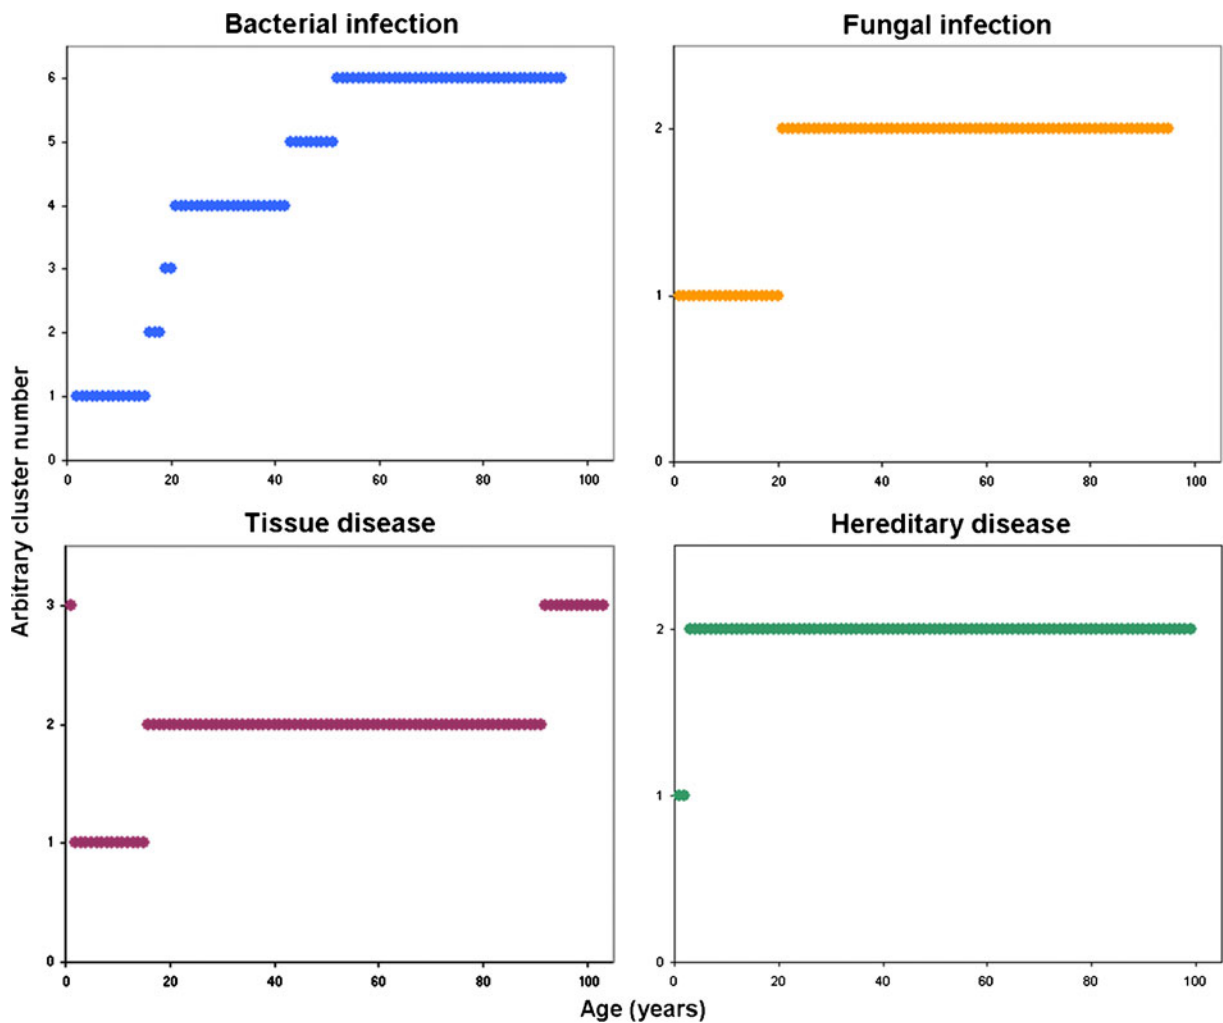 Bacterial infection
6
5
4
3
2
1
0
0 20 40 60 80 100
Fungal infection
2
1
0
0 20 40 60 80 100
Arbitrary cluster number
Tissue disease
3
2
1
0
0 20 40 60 80 100
Hereditary disease
2
1
0
0 20 40 60 80 100
Age (years)